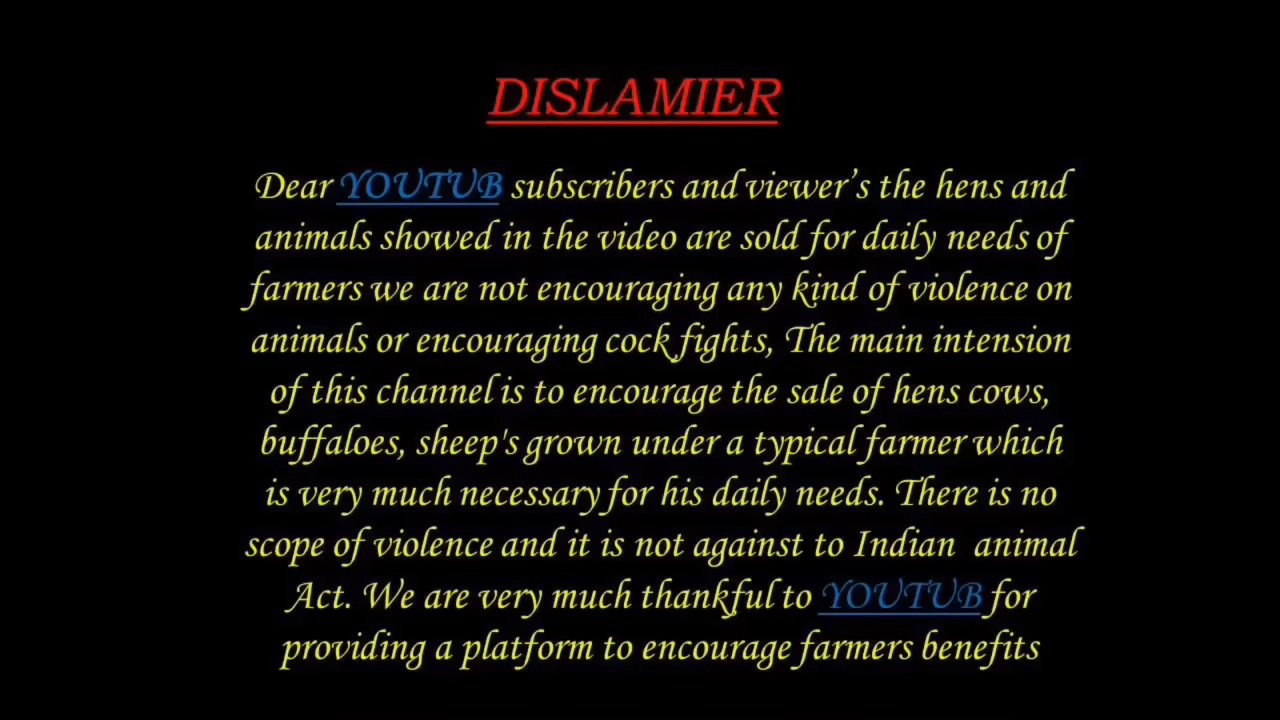 DISLAMIER
Dear YOUTUB subscribers and viewer’s the hens and
animals showed in the video are sold for daily needs of
farmers we are not encouraging any kind of violence on
animals or encouraging cock fights, The main intension
of this channel is to encourage the sale of hens cows,
buffaloes, sheep's grown under a typical farmer which
is very much necessary for his daily needs. There is no
scope of violence and it is not against to Indian  animal
Act. We are very much thankful to YOUTUB for
providing a platform to encourage farmers benefits